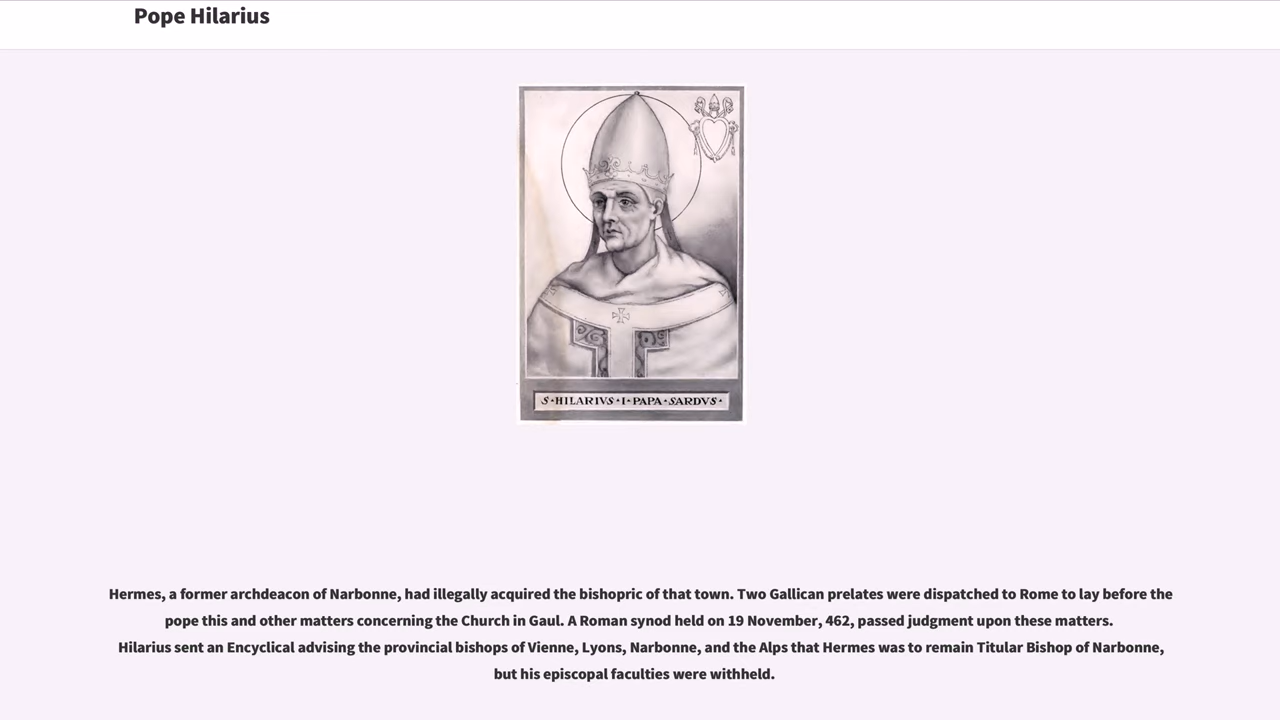 Pope Hilarius
S·HILARIVS·I·PAPA·SARDVS·
Hermes, a former archdeacon of Narbonne, had illegally acquired the bishopric of that town. Two Gallican prelates were dispatched to Rome to lay before the
pope this and other matters concerning the Church in Gaul. A Roman synod held on 19 November, 462, passed judgment upon these matters.
Hilarius sent an Encyclical advising the provincial bishops of Vienne, Lyons, Narbonne, and the Alps that Hermes was to remain Titular Bishop of Narbonne,
but his episcopal faculties were withheld.